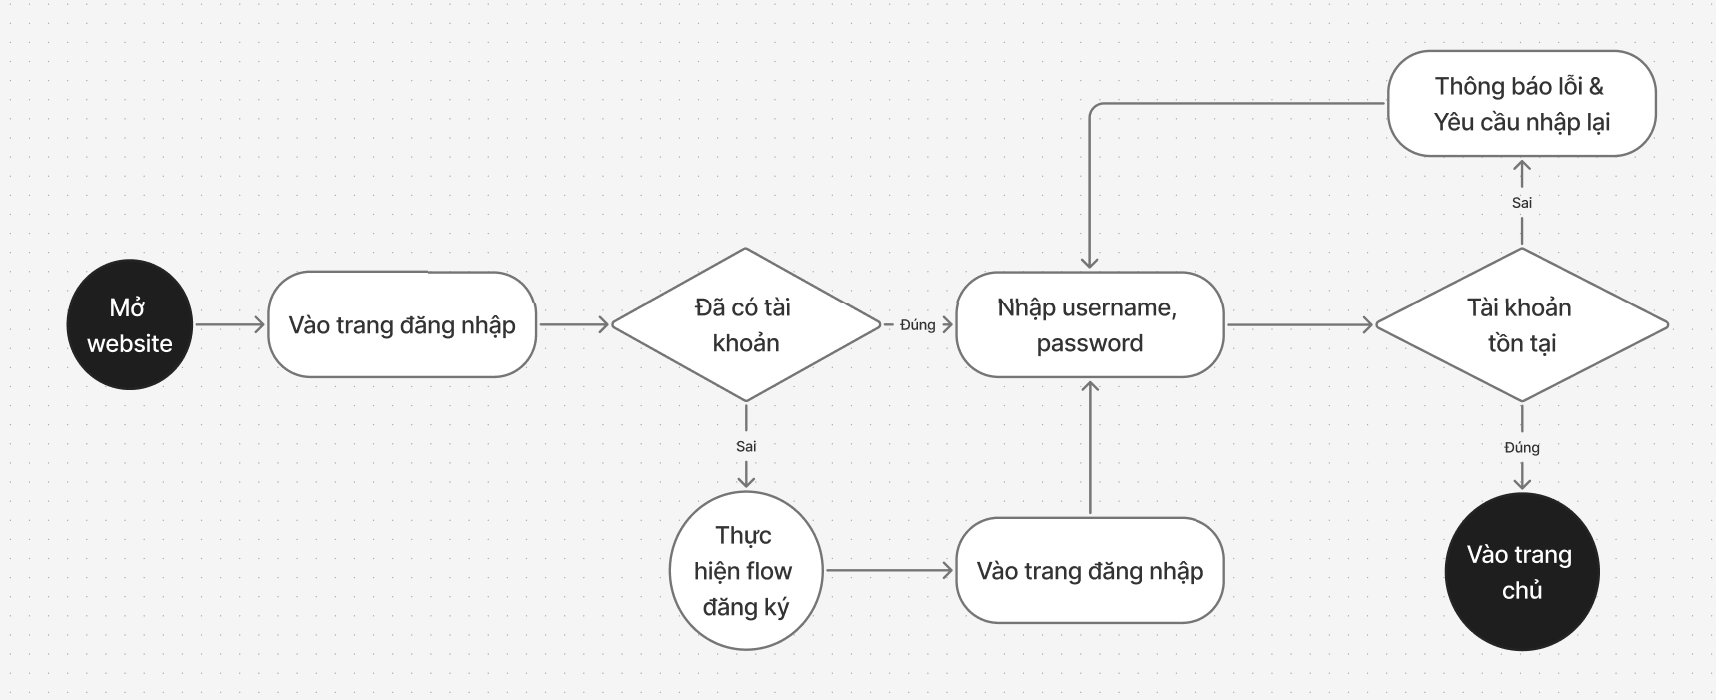 Mở
website
Vào trang đăng nhập
Đã có tài
khoản
Đúng
Sai
Thực
hiện flow
đăng ký
Vào trang đăng nhập
Nhập username,
password
Tài khoản
tồn tại
Sai
Thông báo lỗi &
Yêu cầu nhập lại
Đúng
Vào trang
chủ